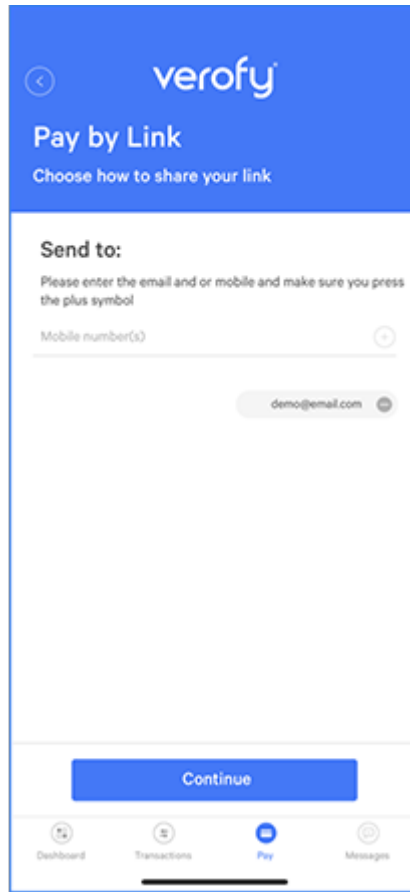 verofy
Pay by Link
Choose how to share your link
Send to:
Please enter the email and or mobile and make sure you press
the plus symbol
Mobile number(s)
demo@email.com
Continue
Dashboard Transactions Pay Messages